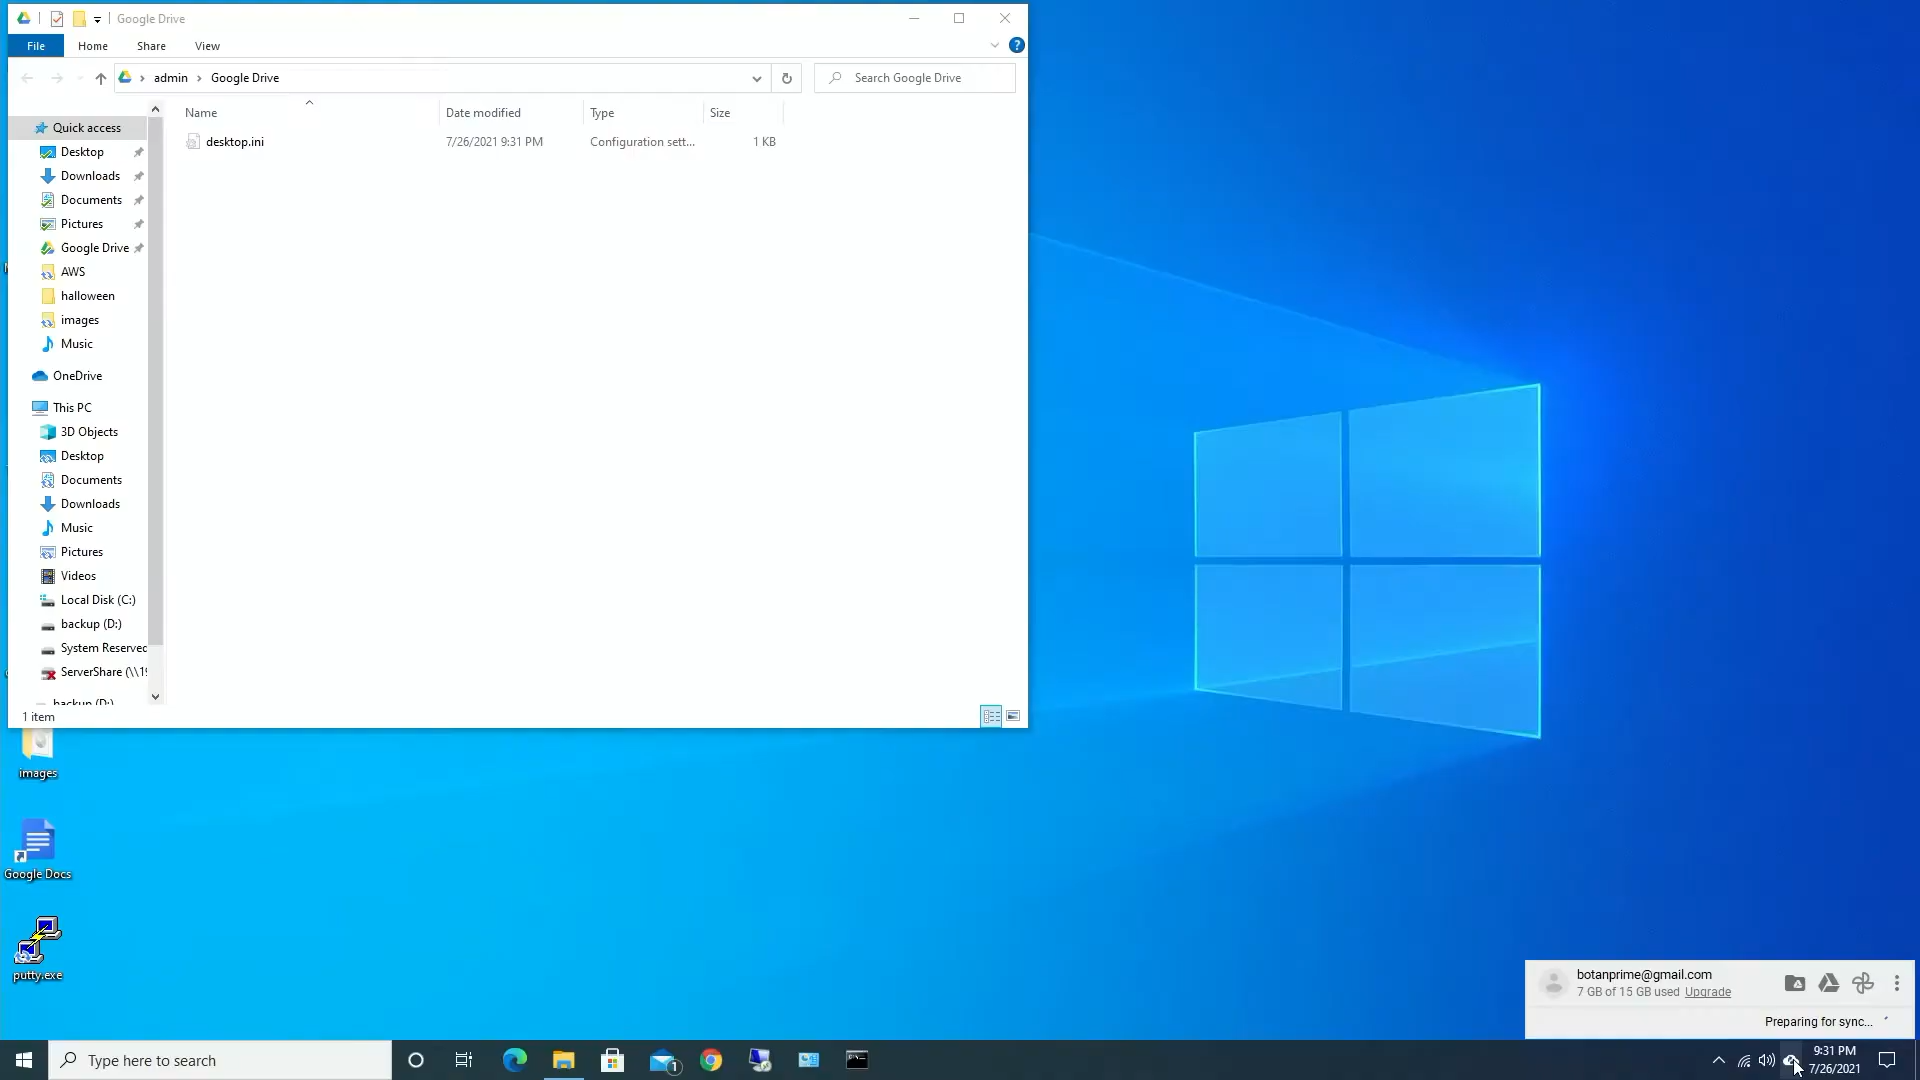 Google Drive
File Home Share View
admin Google Drive
Search Google Drive
Name Date modified Type Size
desktop.ini 7/26/2021 9:31 PM Configuration sett... 1 KB
Quick access
Desktop
Downloads
Documents
Pictures
Google Drive
AWS
halloween
images
Music
OneDrive
This PC
3D Objects
Desktop
Documents
Downloads
Music
Pictures
Videos
Local Disk (C:)
backup (D:)
System Reserved
ServerShare (\\19
backup (D:)
1 item
images
Google Docs
putty.exe
botanprime@gmail.com
7 GB of 15 GB used Upgrade
Preparing for sync...
Type here to search
1
9:31 PM
7/26/2021